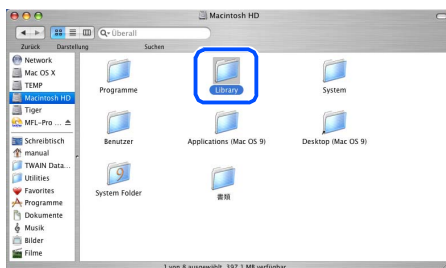 Macintosh HD
Überall
Zurück
Darstellung
Suchen
Network
Mac OS X
TEMP
Macintosh HD
Tiger
MFL-Pro ...
Schreibtisch
manual
TWAIN Data...
Utilities
Favorites
Programme
Dokumente
Musik
Bilder
Filme
Programme
Library
System
Benutzer
Applications (Mac OS 9)
Desktop (Mac OS 9)
9
System Folder
書類
1 von 8 ausgewählt, 397,1 MB verfügbar